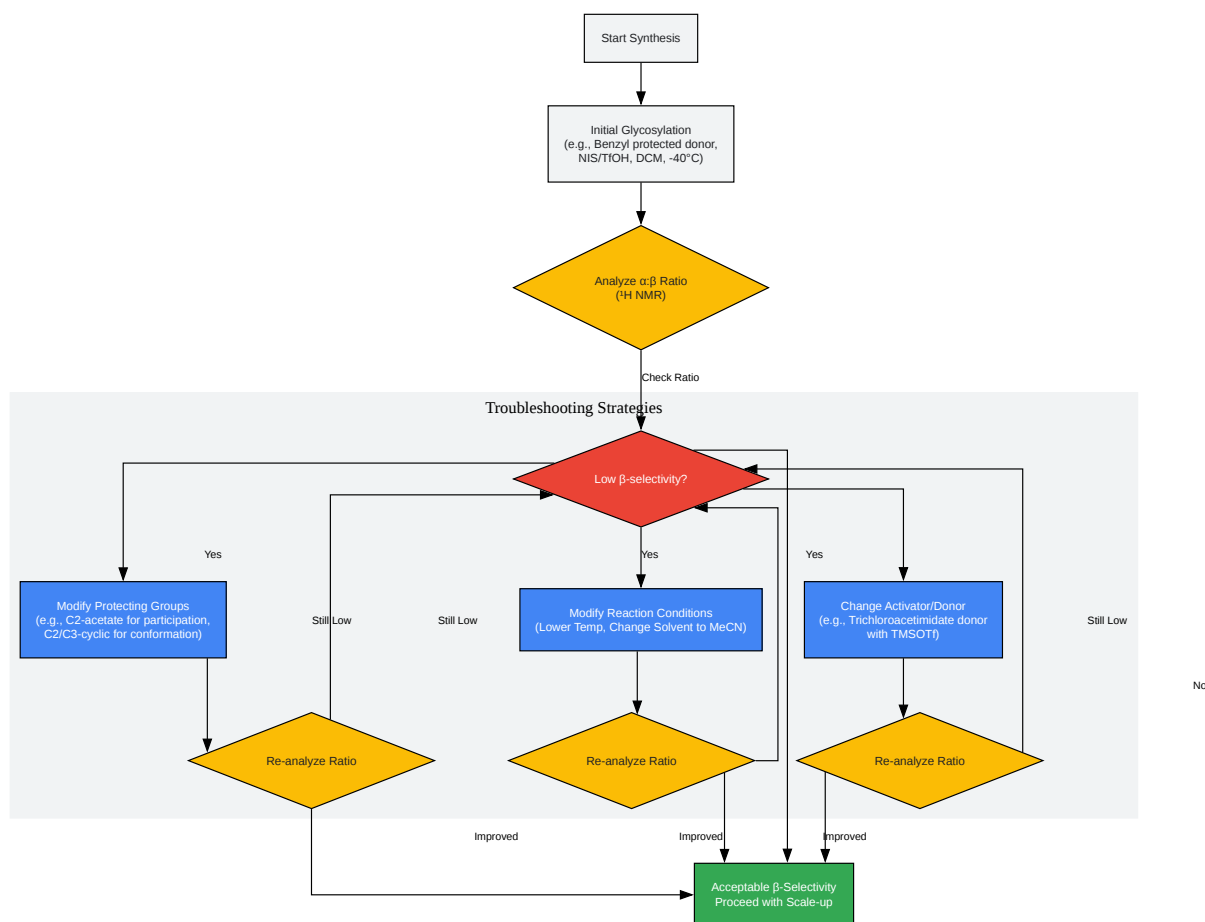 Start Synthesis
Initial Glycosylation
(e.g., Benzyl protected donor,
NIS/TfOH, DCM, -40°C)
Analyze α:β Ratio
(¹H NMR)
Check Ratio
Troubleshooting Strategies
Low β-selectivity?
Yes
Yes
Yes
Modify Protecting Groups
(e.g., C2-acetate for participation,
C2/C3-cyclic for conformation)
Still Low
Still Low
Modify Reaction Conditions
(Lower Temp, Change Solvent to MeCN)
Change Activator/Donor
(e.g., Trichloroacetimidate donor
with TMSOTf)
Still Low
No
Re-analyze Ratio
Re-analyze Ratio
Re-analyze Ratio
Improved
Improved
Improved
Acceptable β-Selectivity
Proceed with Scale-up